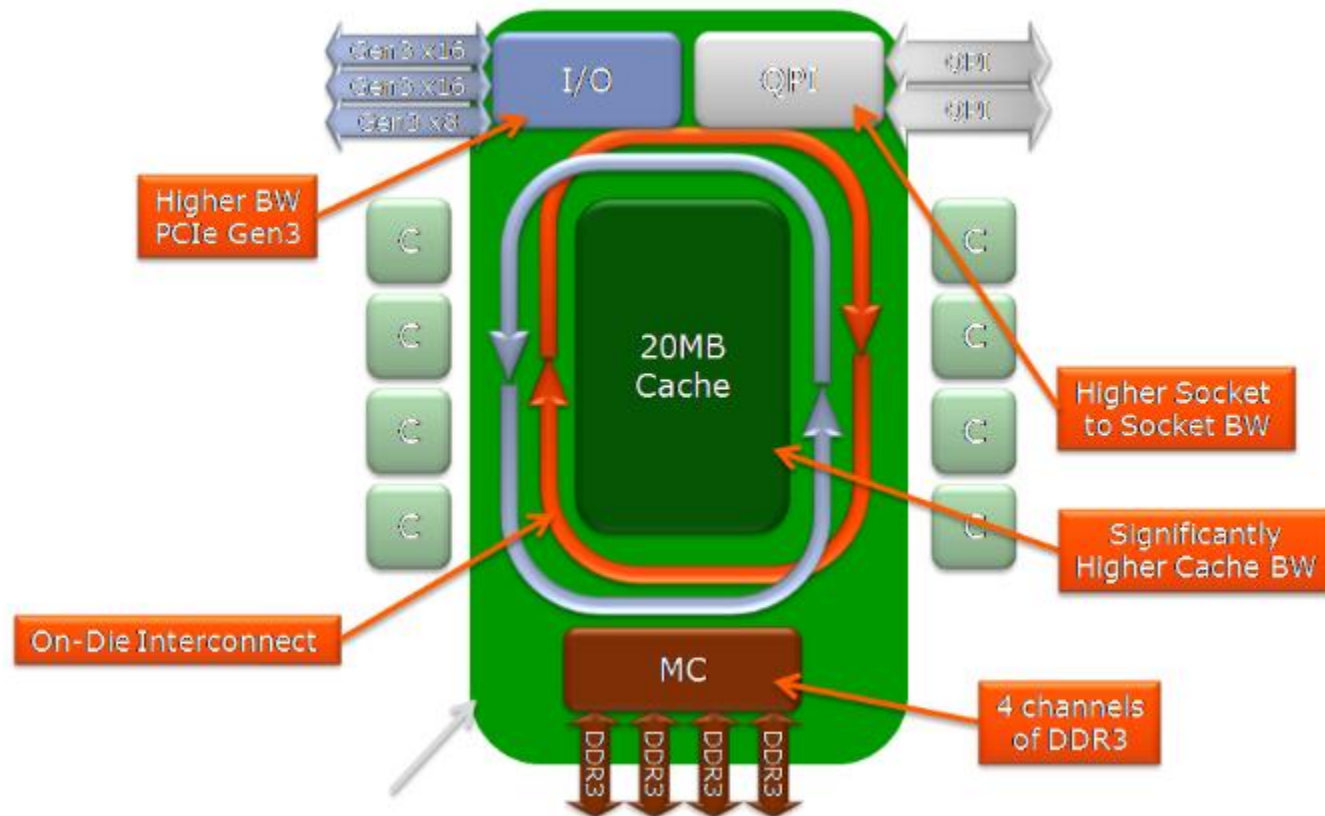 Gen3 x16
Gen3 x16
Gen3 x8
I/O
QPI
QPI
QPI
Higher BW
PCIe Gen3
C
C
C
C
C
C
C
C
20MB
Cache
Higher Socket
to Socket BW
Significantly
Higher Cache BW
On-Die Interconnect
MC
4 channels
of DDR3
DDR3
DDR3
DDR3
DDR3